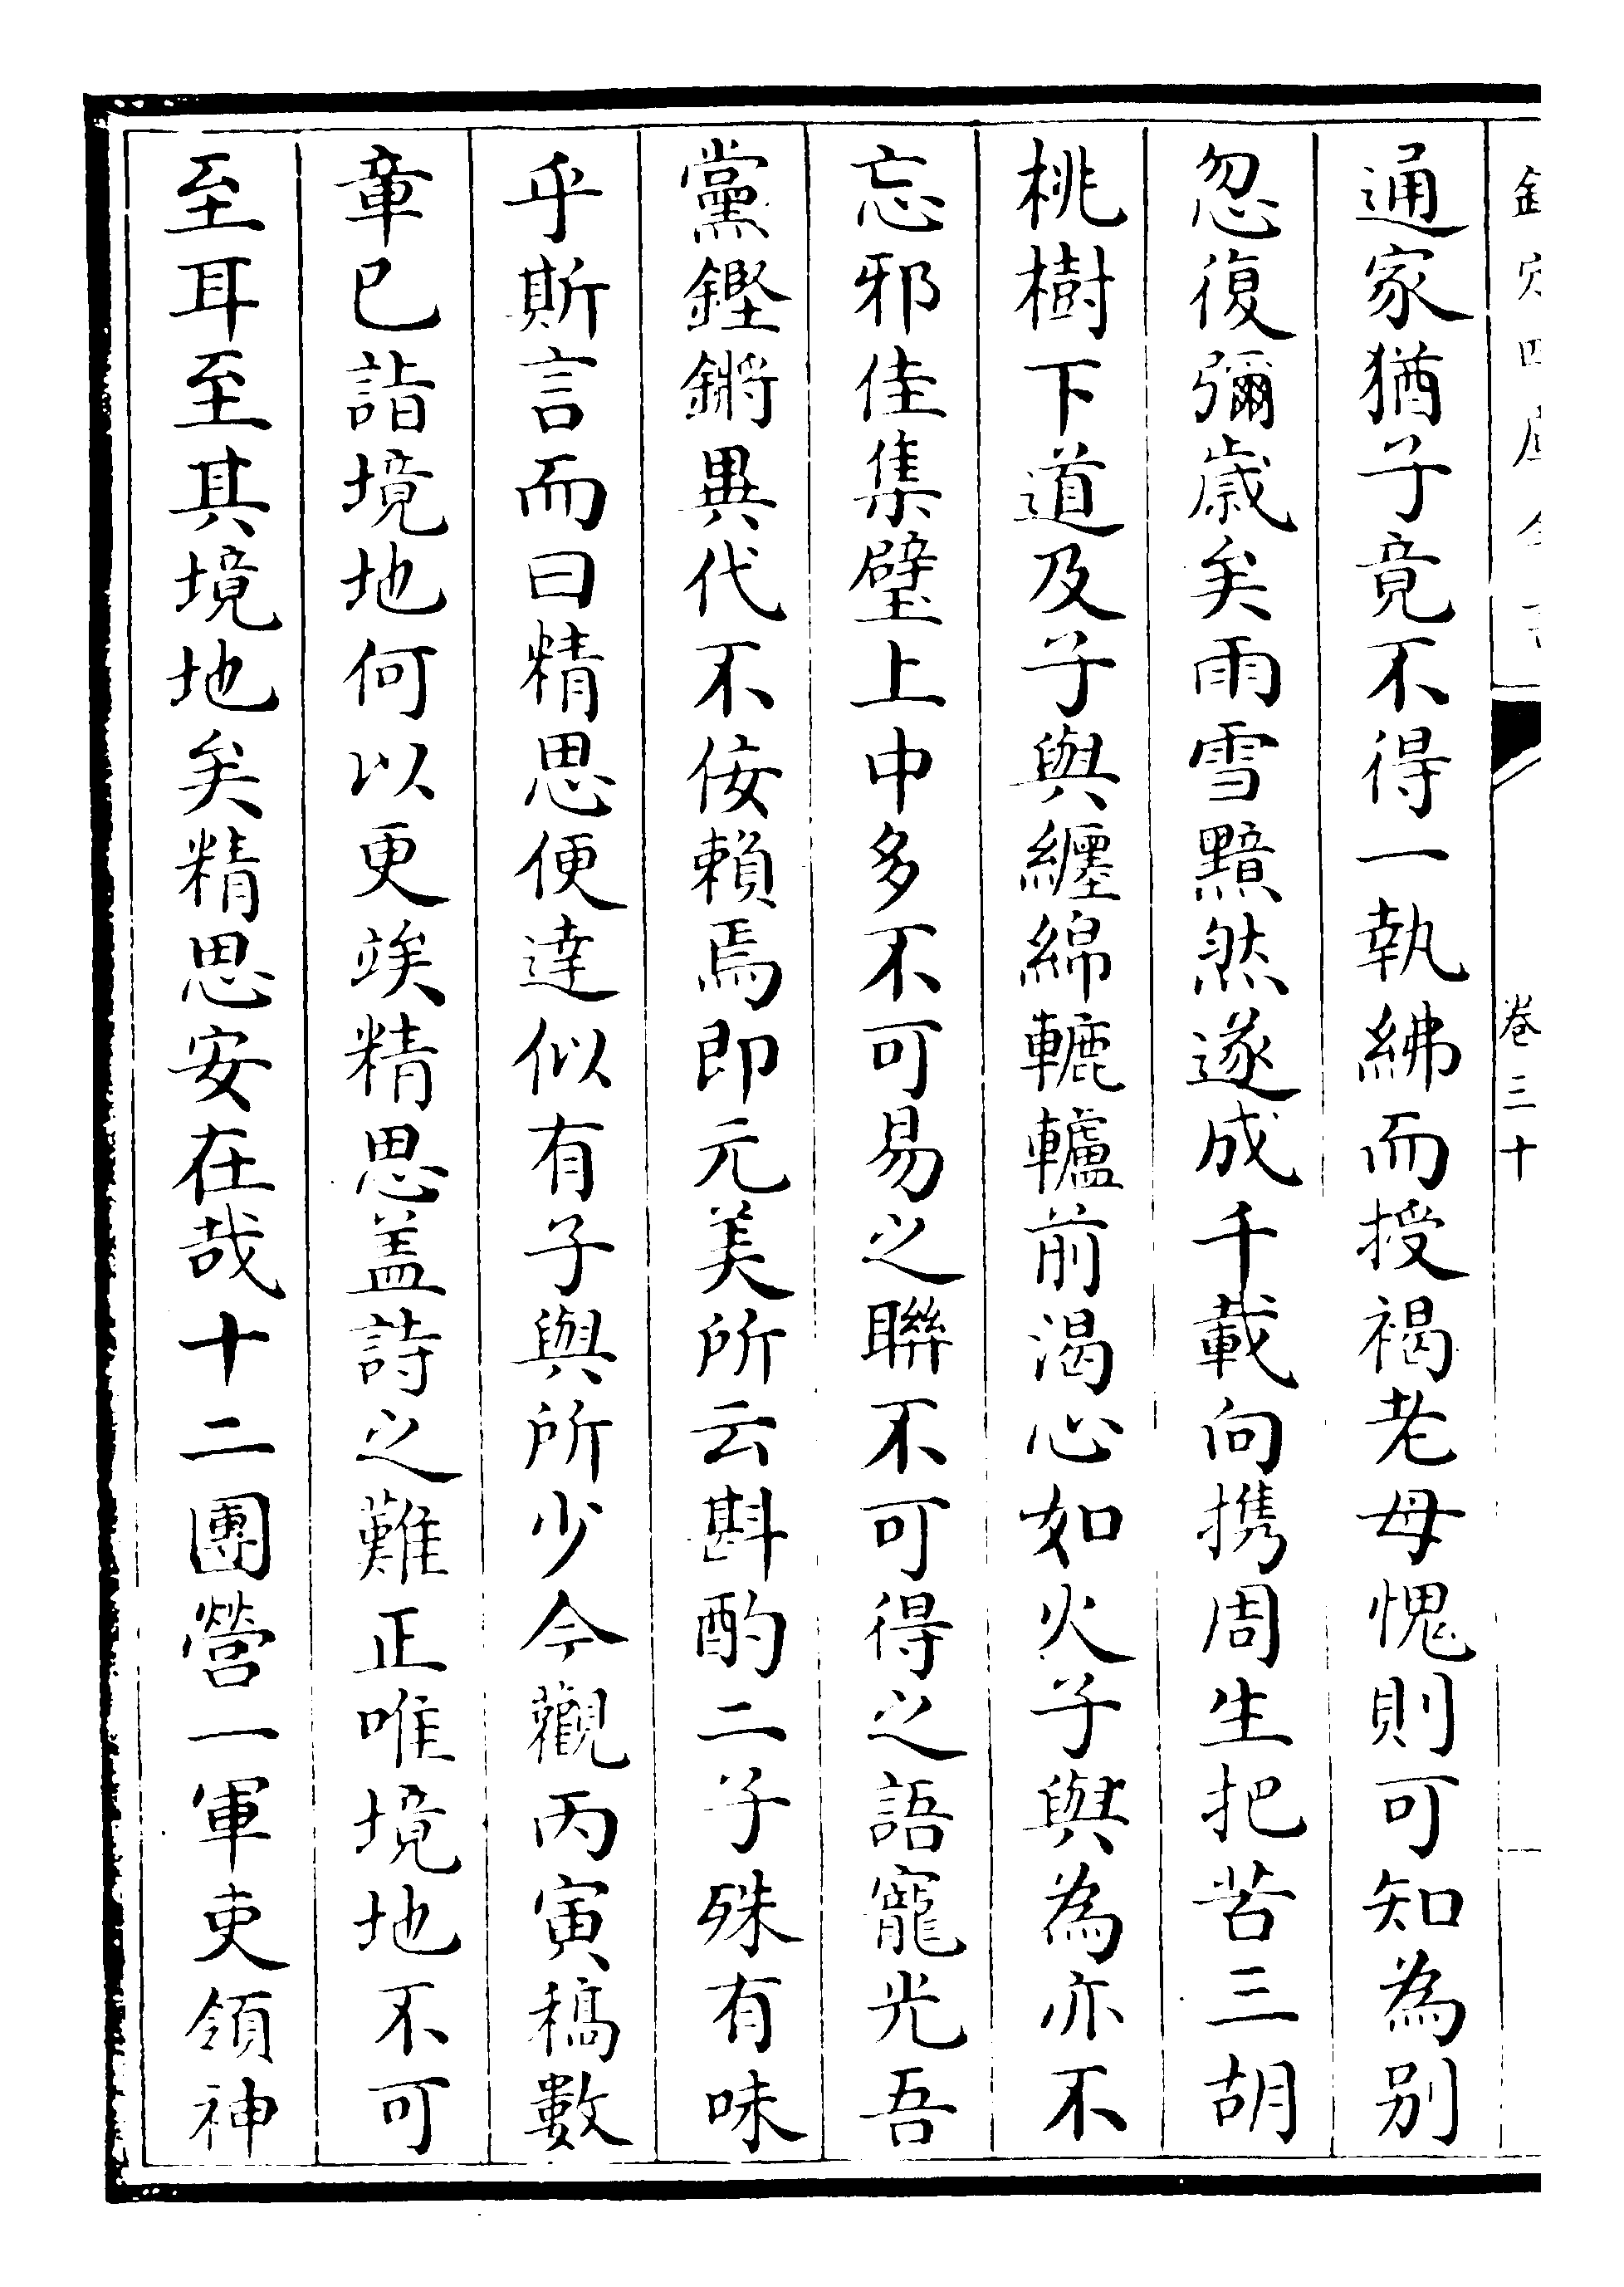 通家猶子竟不得一執紼而授褐老母愧則可知為别
忽復彌歲矣雨雪黯然遂成千載向携周生把苦三胡
桃樹下道及子與纏綿轆轤前渴心如火子與為亦不
忘邪佳集璧上中多不可易之聯不可得之語寵光吾
黨鏗鏘異代不佞賴焉即元美所云斟酌二子殊有味
乎斯言而曰精思便達似有子與所少今觀丙寅稿數
章已詣境地何以更竢精思盖詩之難正唯境地不可
至耳至其境地矣精思安在哉十二團營一軍吏領神
欽定四庫全書
卷三十